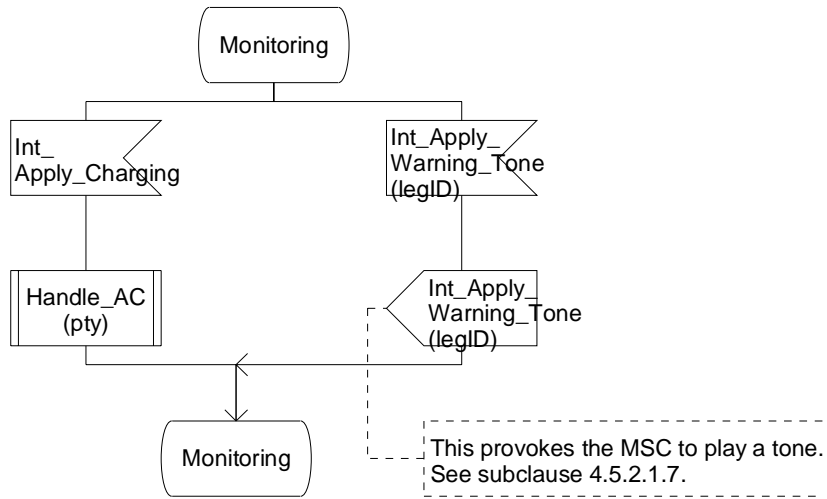 Monitoring
Int_
Apply_Charging
Int_Apply_
Warning_Tone
(legID)
Handle_AC
(pty)
Int_Apply_
Warning_Tone
(legID)
Monitoring
This provokes the MSC to play a tone.
See subclause 4.5.2.1.7.